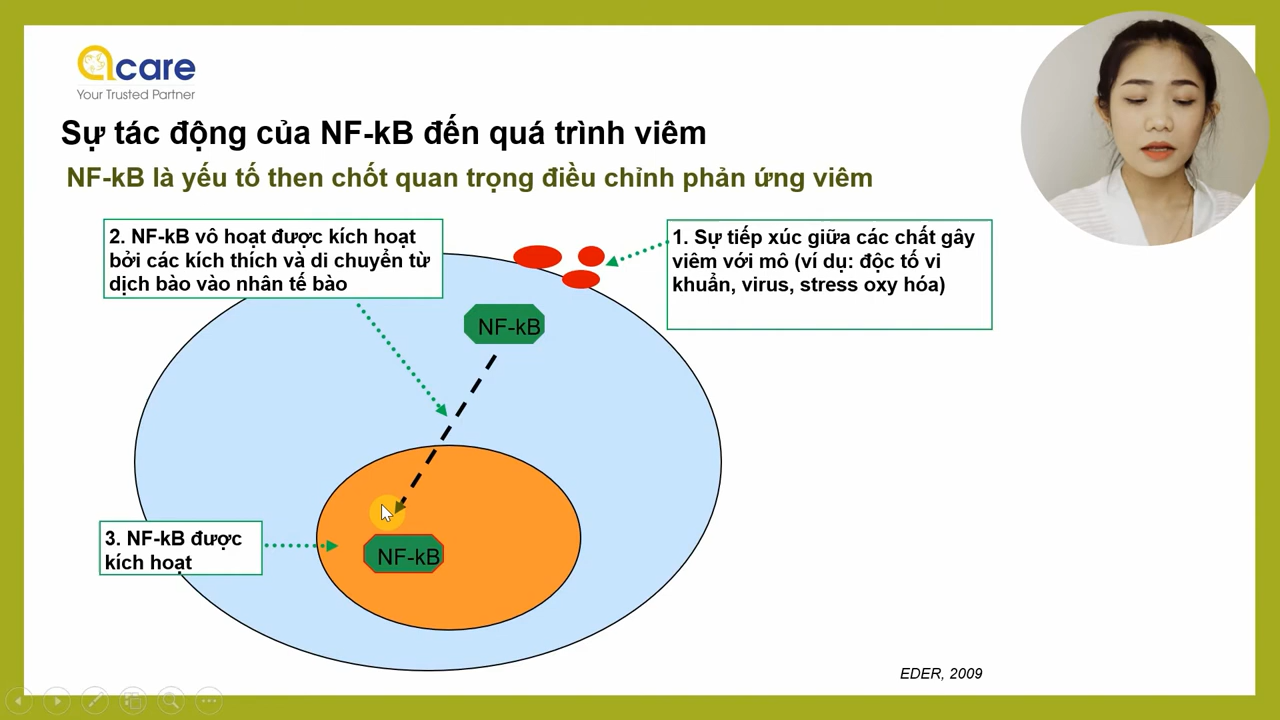 acare
Your Trusted Partner
Sự tác động của NF-kB đến quá trình viêm
NF-kB là yếu tố then chốt quan trọng điều chỉnh phản ứng viêm
2. NF-kB vô hoạt được kích hoạt
bởi các kích thích và di chuyển từ
dịch bào vào nhân tế bào
1. Sự tiếp xúc giữa các chất gây
viêm với mô (ví dụ: độc tố vi
khuẩn, virus, stress oxy hóa)
NF-kB
3. NF-kB được
kích hoạt
NF-kB
EDER, 2009